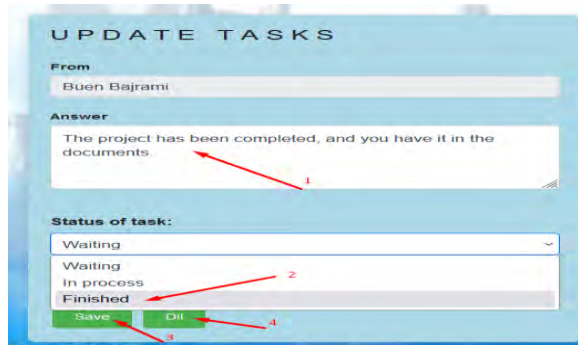 UPDATE TASKS
From
Buen Bajrami
Answer
The project has been completed, and you have it in the
documents
1
Status of task:
Waiting
Waiting
In process
2
Finished
Save
Dil
3
4